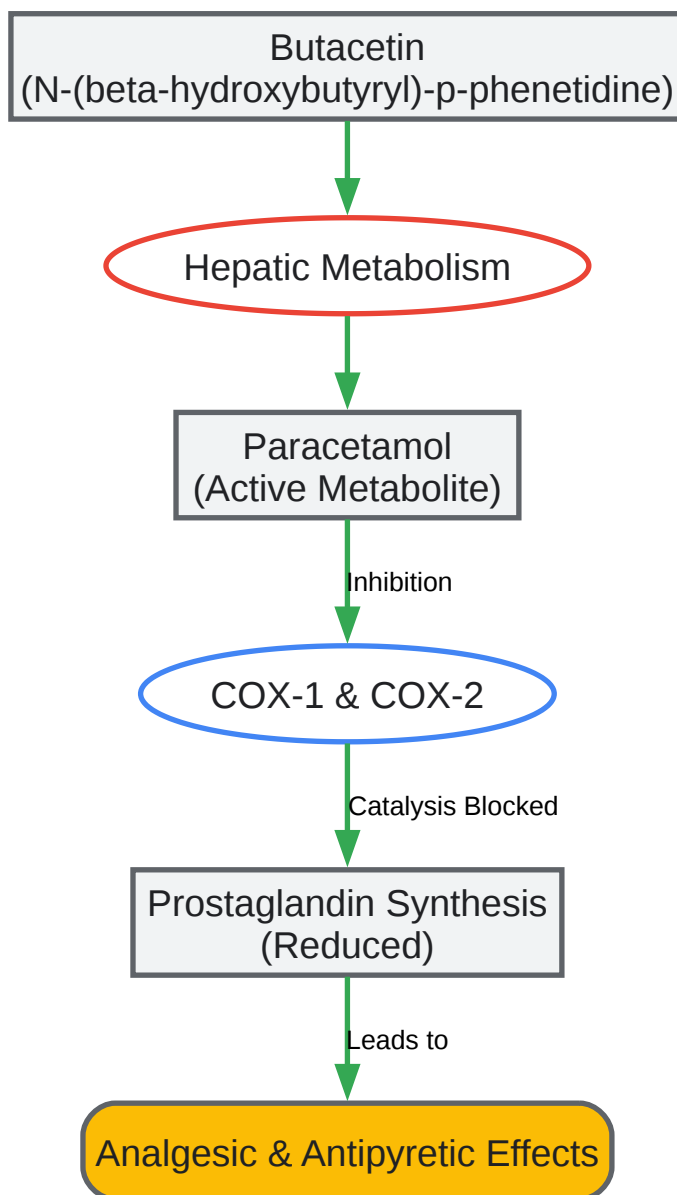 Butacetin
(N-(beta-hydroxybutyryl)-p-phenetidine)
Hepatic Metabolism
Paracetamol
(Active Metabolite)
Inhibition
COX-1 & COX-2
Catalysis Blocked
Prostaglandin Synthesis
(Reduced)
Leads to
Analgesic & Antipyretic Effects